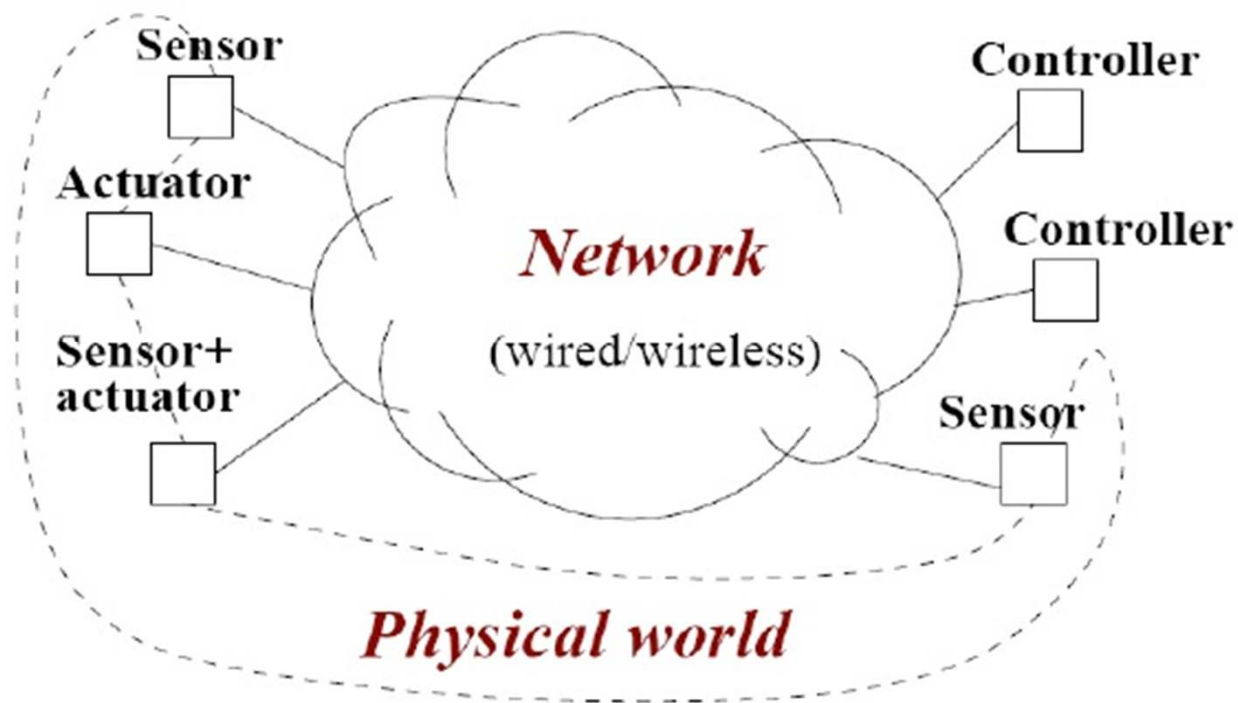 Sensor
Controller
Actuator
Controller
Network
(wired/wireless)
Sensor+
actuator
Sensor
Physical world